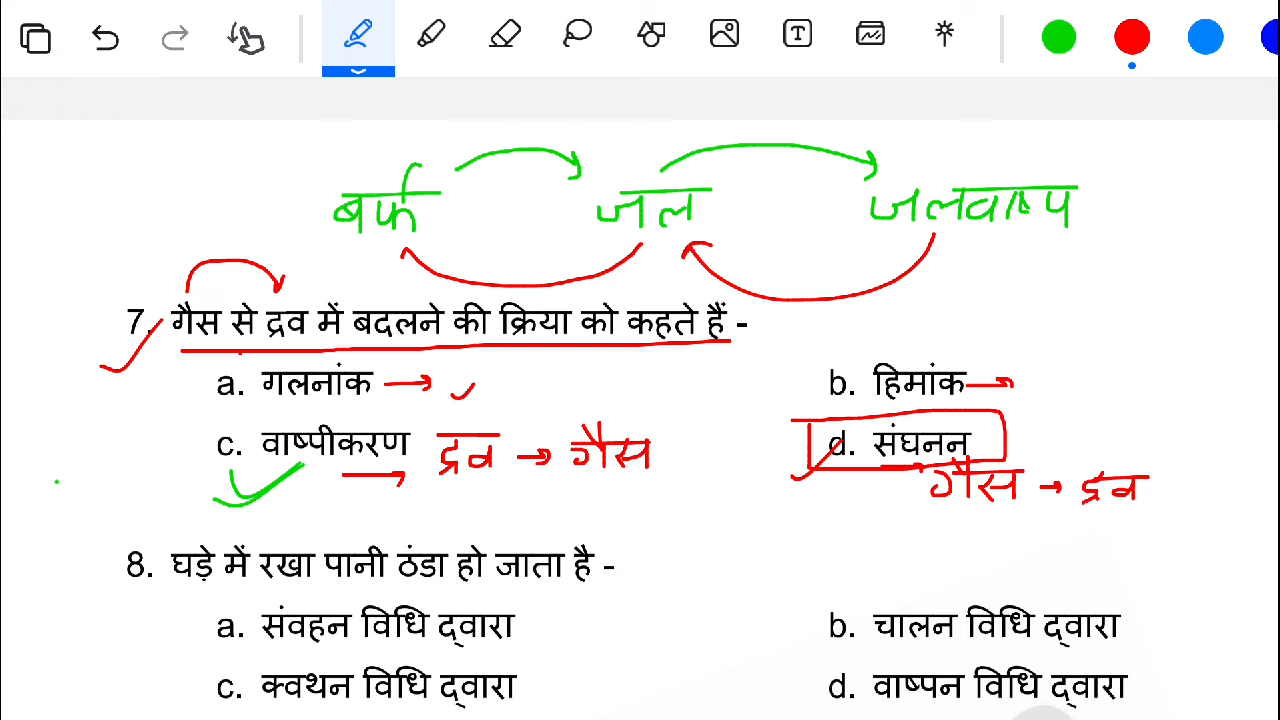 बर्फ जल जलवाष्प
7. गैस से द्रव में बदलने की क्रिया को कहते हैं -
a. गलनांक b. हिमांक
c. वाष्पीकरण द्रव → गैस d. संघनन
गैस → द्रव
8. घड़े में रखा पानी ठंडा हो जाता है -
a. संवहन विधि द्वारा b. चालन विधि द्वारा
c. क्वथन विधि द्वारा d. वाष्पन विधि द्वारा